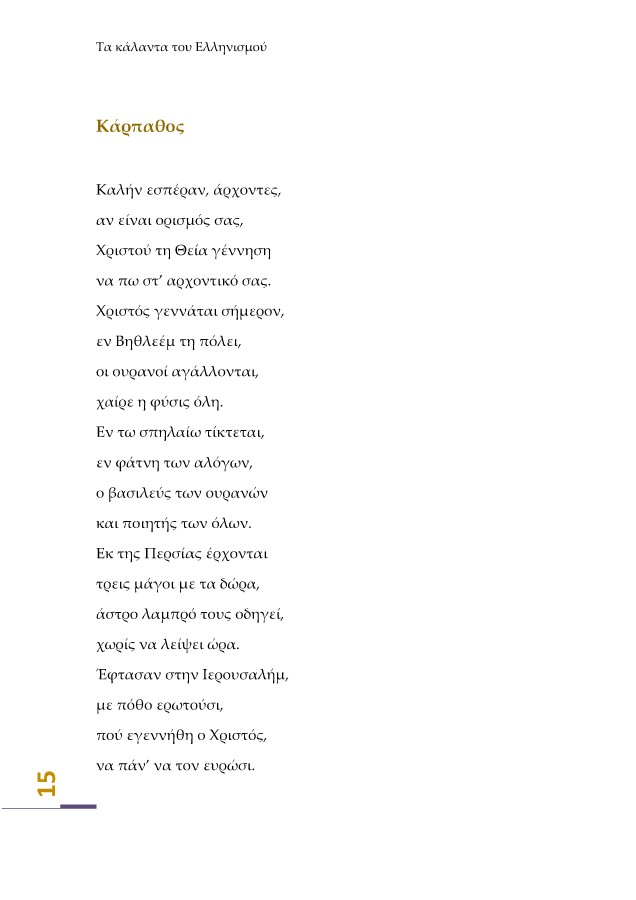 Τα κάλαντα του Ελληνισμού
Κάρπαθος
Καλήν εσπέραν, άρχοντες,
αν είναι ορισμός σας,
Χριστού τη Θεία γέννηση
να πω στ’ αρχοντικό σας.
Χριστός γεννάται σήμερον,
εν Βηθλεέμ τη πόλει,
οι ουρανοί αγάλλονται,
χαίρε η φύσις όλη.
Εν τω σπηλαίω τίκτεται,
εν φάτνη των αλόγων,
ο βασιλεύς των ουρανών
και ποιητής των όλων.
Εκ της Περσίας έρχονται
τρεις μάγοι με τα δώρα,
άστρο λαμπρό τους οδηγεί,
χωρίς να λείψει ώρα.
Έφτασαν στην Ιερουσαλήμ,
με πόθο ερωτούσι,
πού εγεννήθη ο Χριστός,
να πάν’ να τον ευρώσι.
15